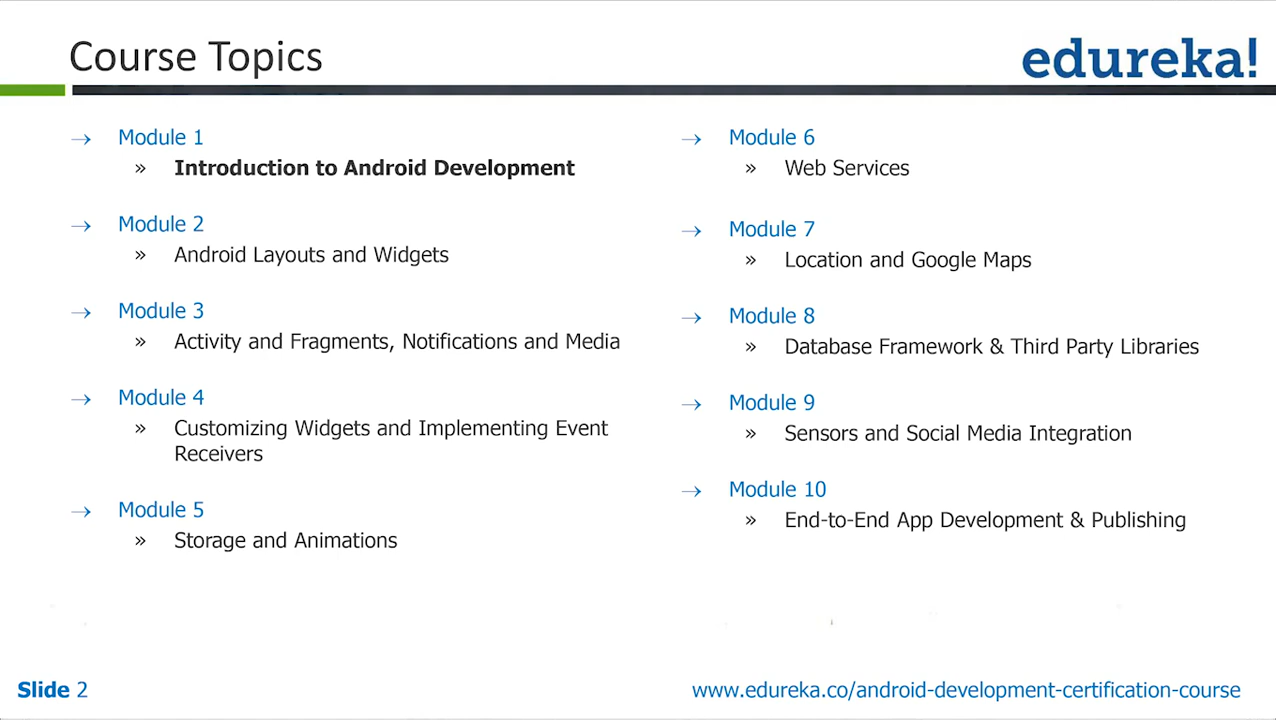 Course Topics
edureka!
→ Module 1
» Introduction to Android Development
→ Module 2
» Android Layouts and Widgets
→ Module 3
» Activity and Fragments, Notifications and Media
→ Module 4
» Customizing Widgets and Implementing Event
Receivers
→ Module 5
» Storage and Animations
→ Module 6
» Web Services
→ Module 7
» Location and Google Maps
→ Module 8
» Database Framework & Third Party Libraries
→ Module 9
» Sensors and Social Media Integration
→ Module 10
» End-to-End App Development & Publishing
Slide 2
www.edureka.co/android-development-certification-course